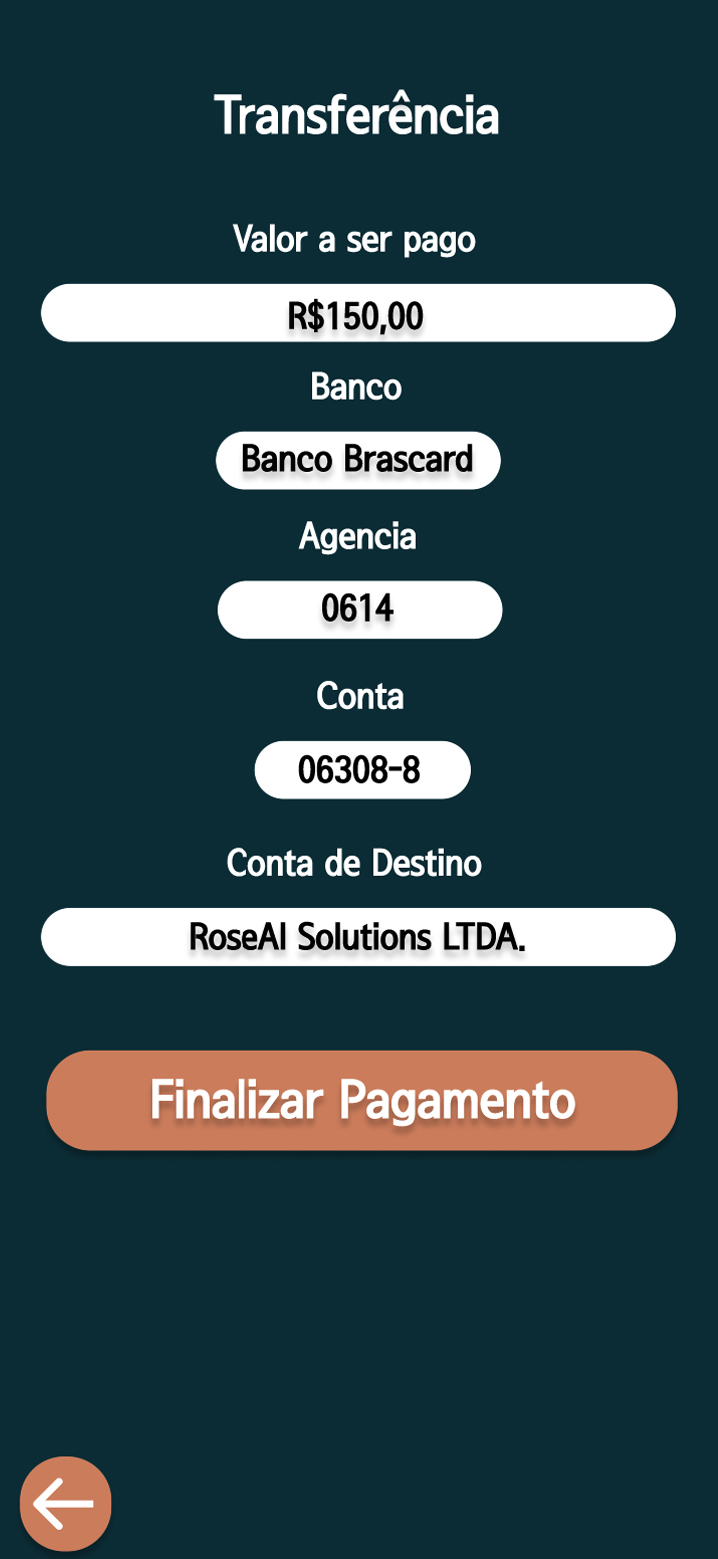 Transferência
Valor a ser pago
R$150,00
Banco
Banco Brascard
Agencia
0614
Conta
06308-8
Conta de Destino
RoseAI Solutions LTDA.
Finalizar Pagamento